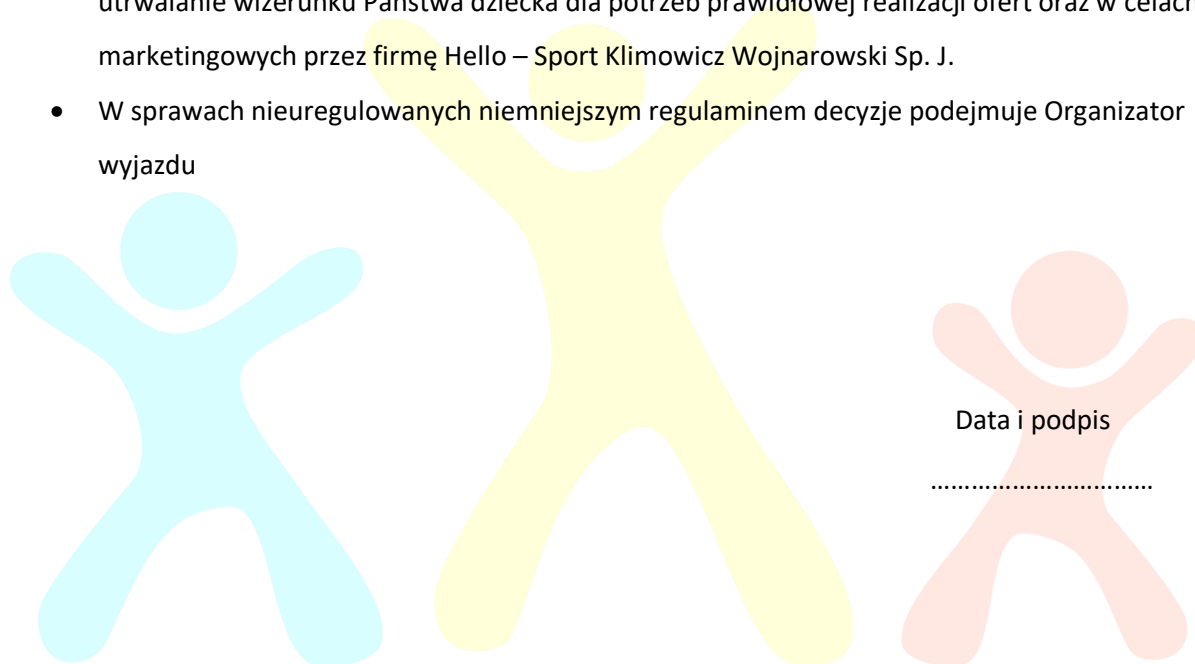 utrwalanie wizerunku Państwa dziecka dla potrzeb prawidłowej realizacji ofert oraz w celach
marketingowych przez firmę Hello – Sport Klimowicz Wojnarowski Sp. J.
• W sprawach nieuregulowanych niemniejszym regulaminem decyzje podejmuje Organizator
wyjazdu
Data i podpis
……………………………